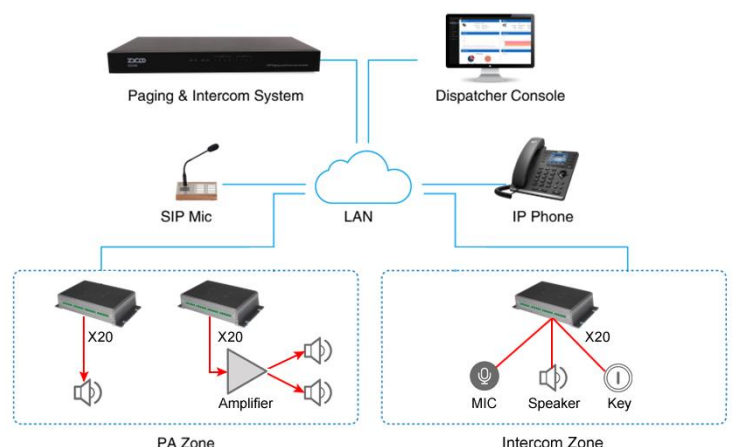 ZYCOO
Paging & Intercom System
Dispatcher Console
SIP Mic
LAN
IP Phone
X20
X20
X20
Amplifier
MIC
Speaker
Key
PA Zone
Intercom Zone